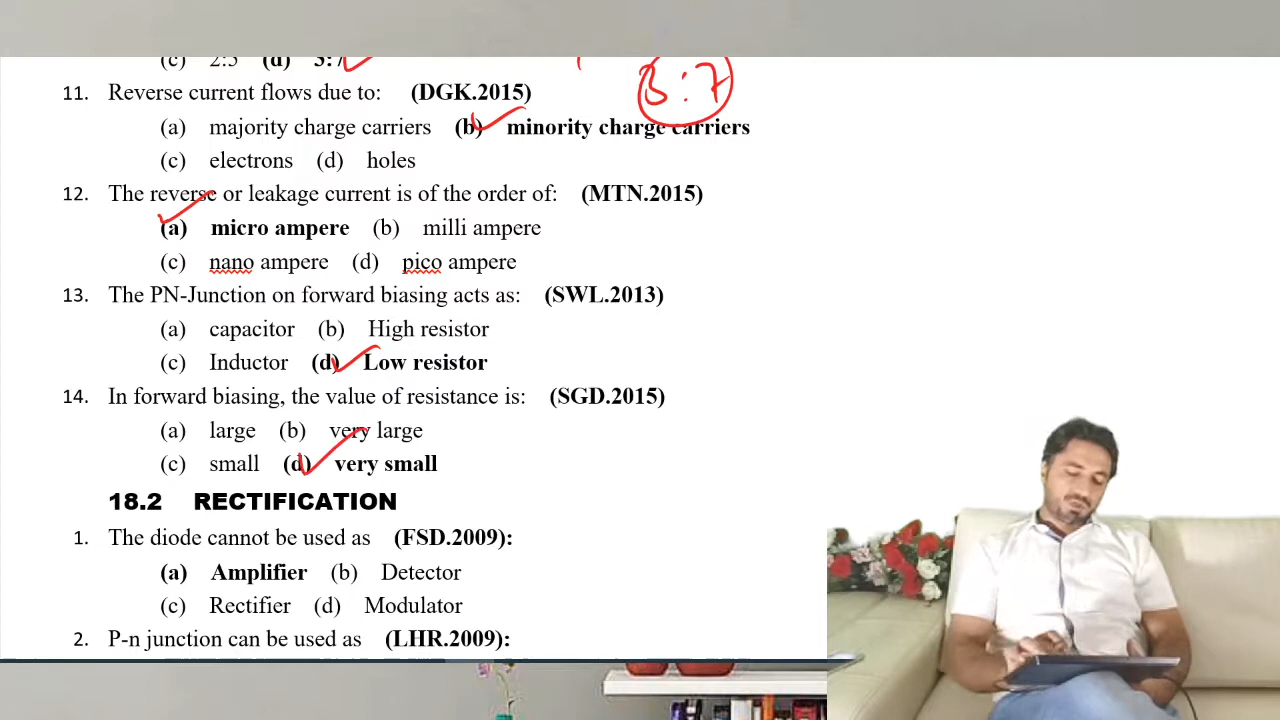 (c) 2:5 (d) 3:7
3:7
11. Reverse current flows due to: (DGK.2015)
(a) majority charge carriers (b) minority charge carriers
(c) electrons (d) holes
12. The reverse or leakage current is of the order of: (MTN.2015)
(a) micro ampere (b) milli ampere
(c) nano ampere (d) pico ampere
13. The PN-Junction on forward biasing acts as: (SWL.2013)
(a) capacitor (b) High resistor
(c) Inductor (d) Low resistor
14. In forward biasing, the value of resistance is: (SGD.2015)
(a) large (b) very large
(c) small (d) very small
18.2 RECTIFICATION
1. The diode cannot be used as (FSD.2009):
(a) Amplifier (b) Detector
(c) Rectifier (d) Modulator
2. P-n junction can be used as (LHR.2009):